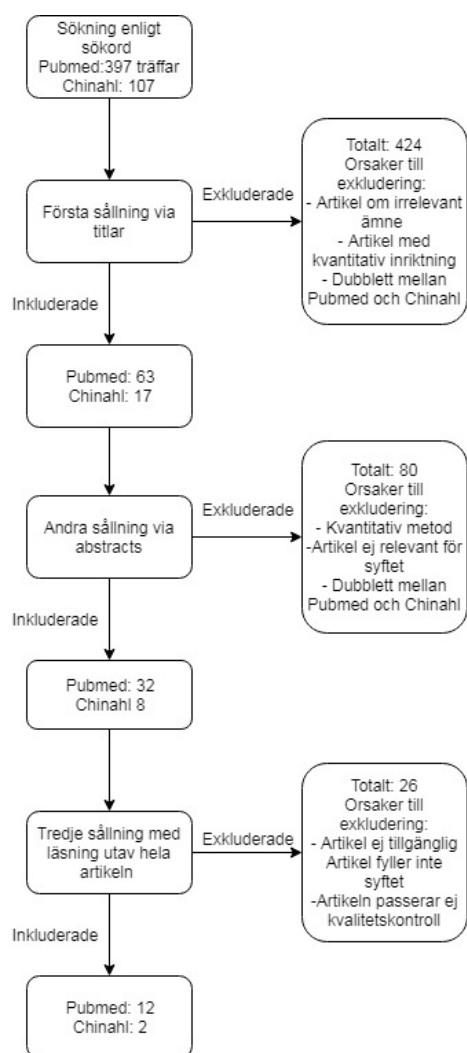 Sökning enligt
sökord
Pubmed:397 träffar
Chinahl: 107
Första sållning via
titlar
Exkluderade
Totalt: 424
Orsaker till
exkludering:
- Artikel om irrelevant
ämne
- Artikel med
kvantitativ inriktning
- Dubblett mellan
Pubmed och Chinahl
Inkluderade
Pubmed: 63
Chinahl: 17
Andra sållning via
abstracts
Exkluderade
Totalt: 80
Orsaker till
exkludering:
- Kvantitativ metod
-Artikel ej relevant för
syftet
- Dubblett mellan
Pubmed och Chinahl
Inkluderade
Pubmed: 32
Chinahl 8
Tredje sållning med
läsning utav hela
artikeln
Exkluderade
Totalt: 26
Orsaker till
exkludering:
- Artikel ej tillgänglig
Artikel fyller inte
syftet
-Artikeln passerar ej
kvalitetskontroll
Inkluderade
Pubmed: 12
Chinahl: 2